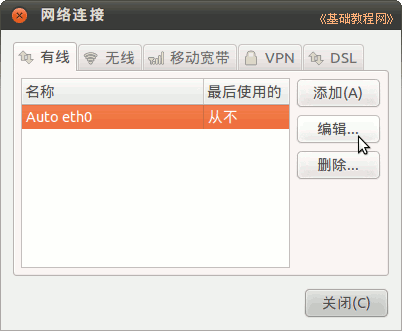 网络连接
《基础教程网》
有线 无线 移动宽带 VPN DSL
名称 最后使用的
Auto eth0 从不
添加(A)
编辑...
删除...
关闭(C)